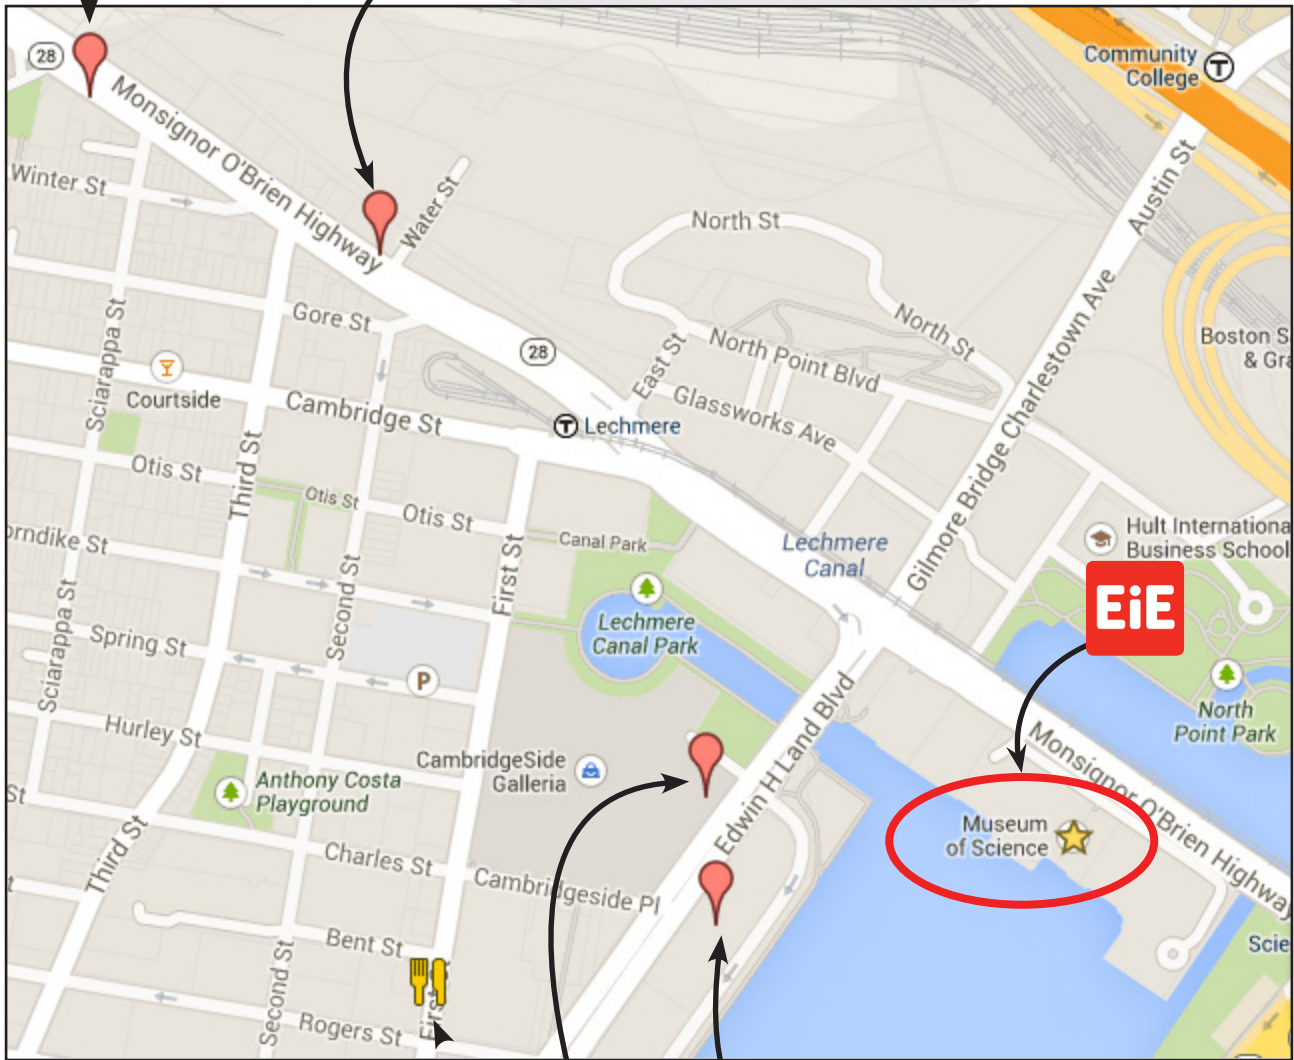 28
Monsignor O'Brien Highway
Community
College
T
Austin St
Winter St
Water St
North St
North St
Sciarappa St
Gore St
28
East St
North Point Blvd
Gilmore Bridge Charlestown Ave
Boston S
& Gra
Courtside
Cambridge St
T Lechmere
Glassworks Ave
Otis St
Third St
Otis St
Otis St
Canal Park
Lechmere
Canal
Hult Internationa
Business School
orndike St
Second St
First St
EiE
Sciarappa St
Spring St
Lechmere
Canal Park
P
North
Point Park
Hurley St
CambridgeSide
Galleria
Edwin H Land Blvd
Monsignor O'Brien Highway
Anthony Costa
Playground
St
Third St
Museum
of Science
Charles St
Cambridgeside Pl
t
Bent St
Second St
First
Scie
Rogers St